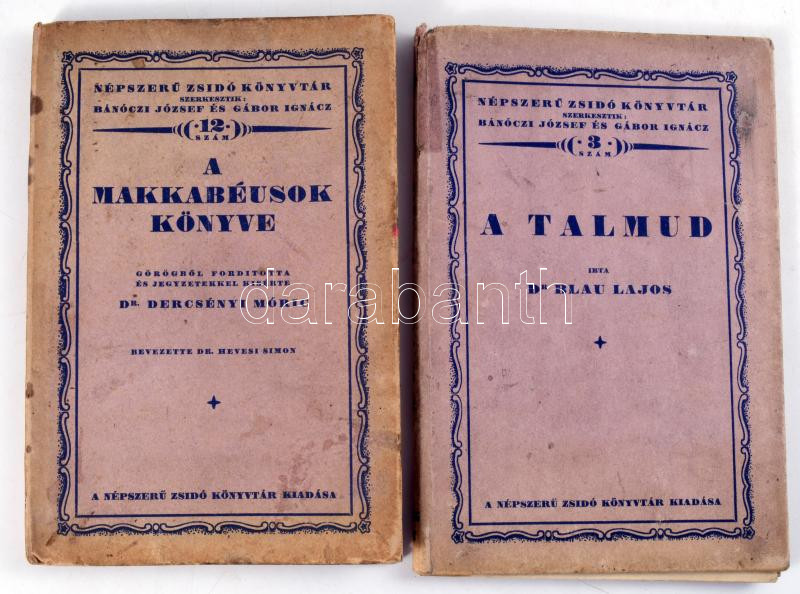 NÉPSZERŰ ZSIDÓ KÖNYVTÁR
SZERKESZTIK:
BÁNÓCZI JÓZSEF ÉS GÁBOR IGNÁCZ
12.
SZÁM
A
MAKKABÉUSOK
KÖNYVE
GÖRÖGBŐL FORDITOTTA
ÉS JEGYZETEKKEL KISÉRTE
DR. DERCSÉNYI MÓRIC
BEVEZETTE DR. HEVESI SIMON
A NÉPSZERŰ ZSIDÓ KÖNYVTÁR KIADÁSA
NÉPSZERŰ ZSIDÓ KÖNYVTÁR
SZERKESZTIK:
BÁNÓCZI JÓZSEF ÉS GÁBOR IGNÁCZ
3.
SZÁM
A TALMUD
IRTA
DR BLAU LAJOS
A NÉPSZERŰ ZSIDÓ KÖNYVTÁR KIADÁSA
darabanth